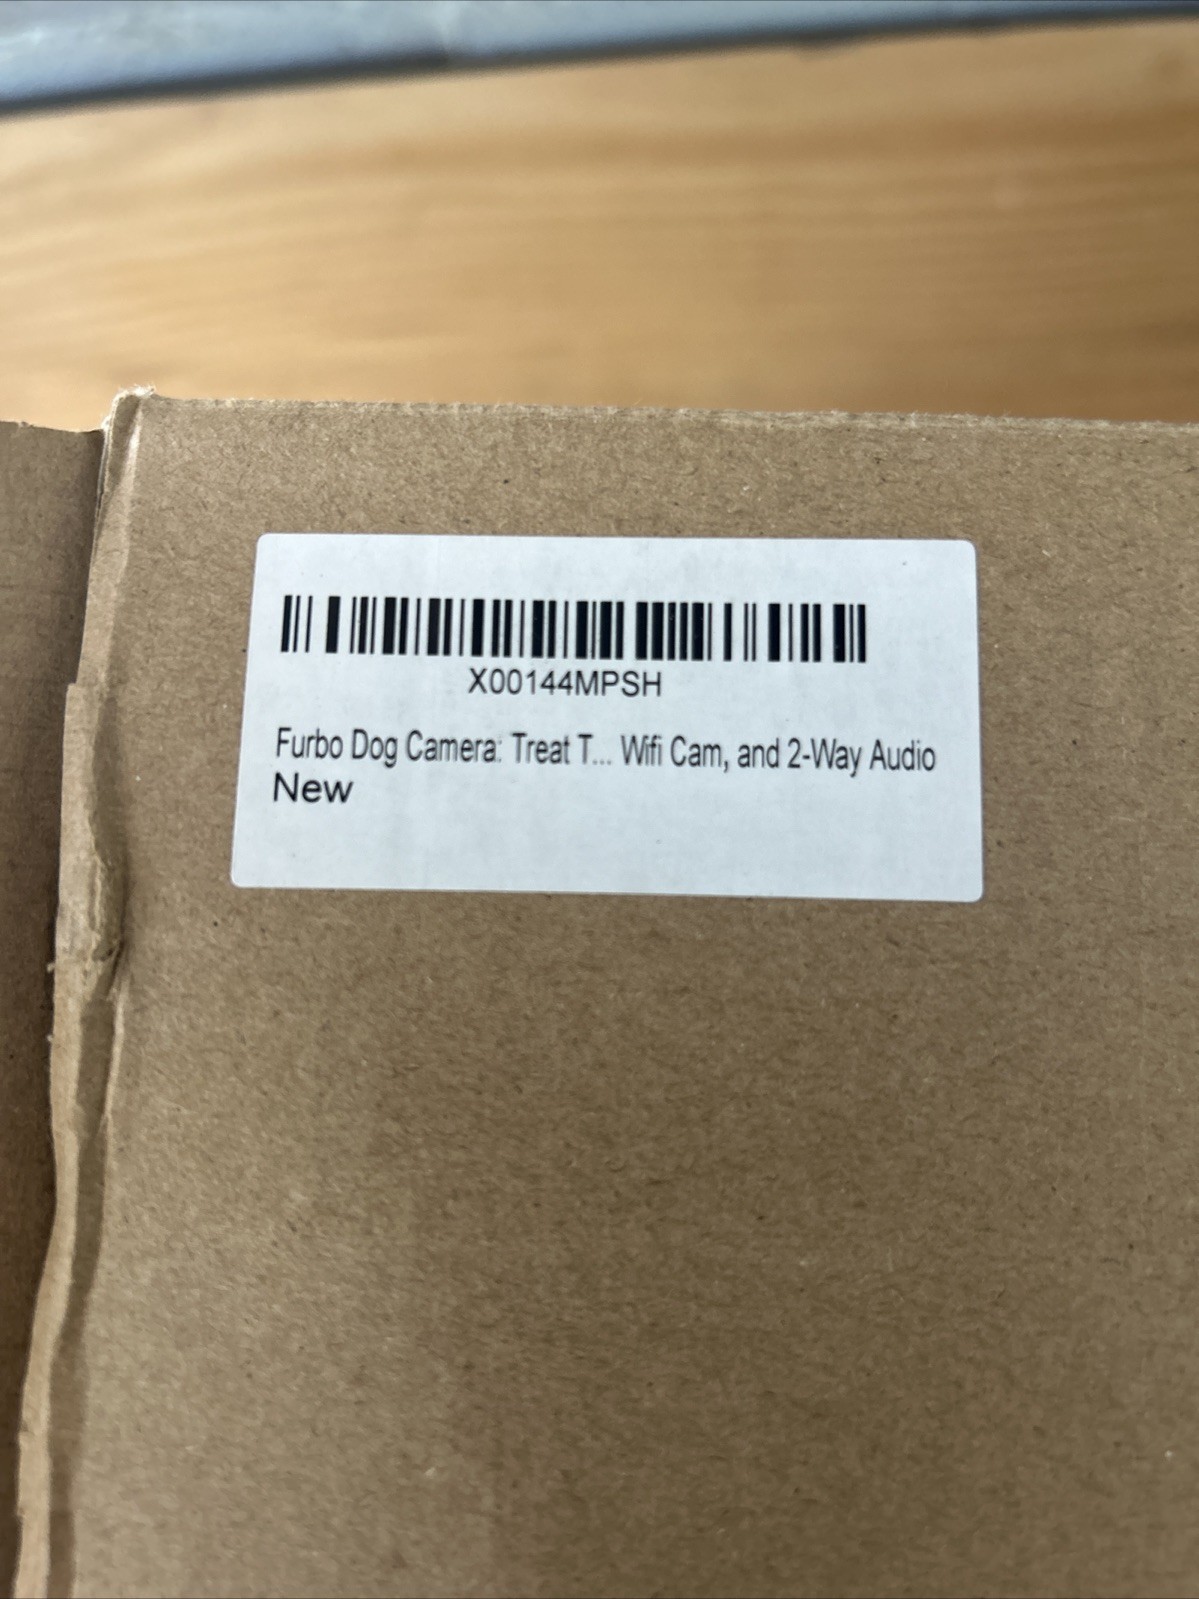 X00144MPSH
Furbo Dog Camera: Treat T... Wifi Cam, and 2-Way Audio
New